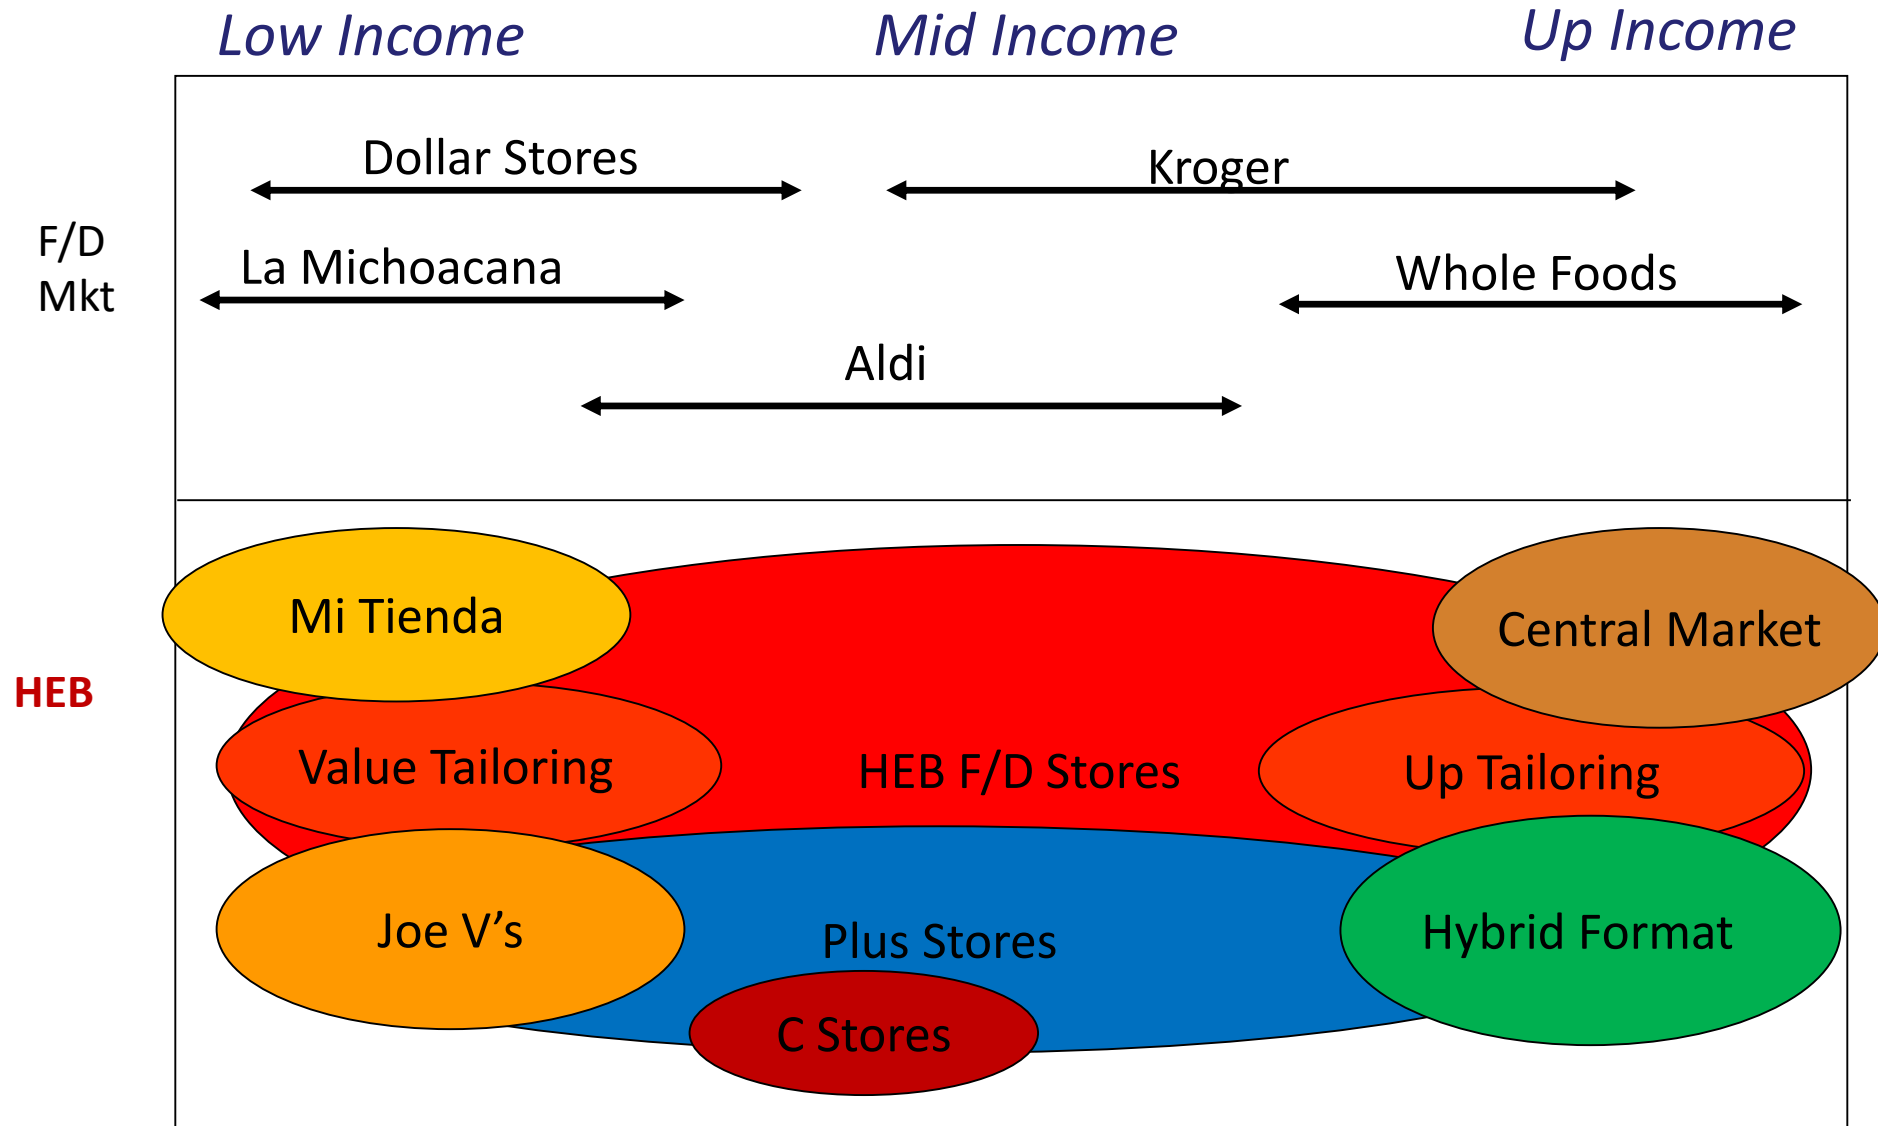 Low Income
Mid Income
Up Income
Dollar Stores
Kroger
F/D
Mkt
La Michoacana
Whole Foods
Aldi
Mi Tienda
Central Market
HEB
Value Tailoring
HEB F/D Stores
Up Tailoring
Joe V’s
Plus Stores
Hybrid Format
C Stores